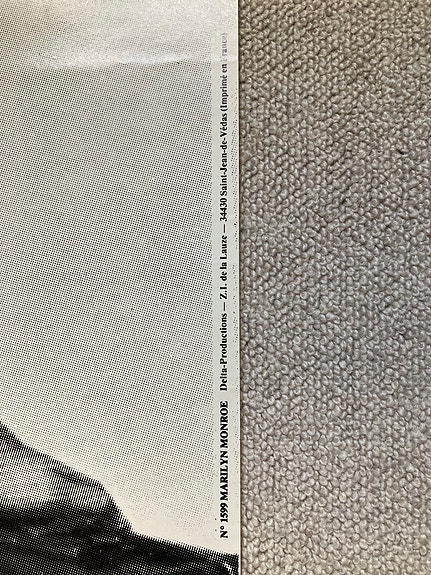 N° 1599 MARILYN MONROE Delta-Productions — Z.I. de la Lauze — 34430 Saint-Jean-de-Védas (Imprimé en France)